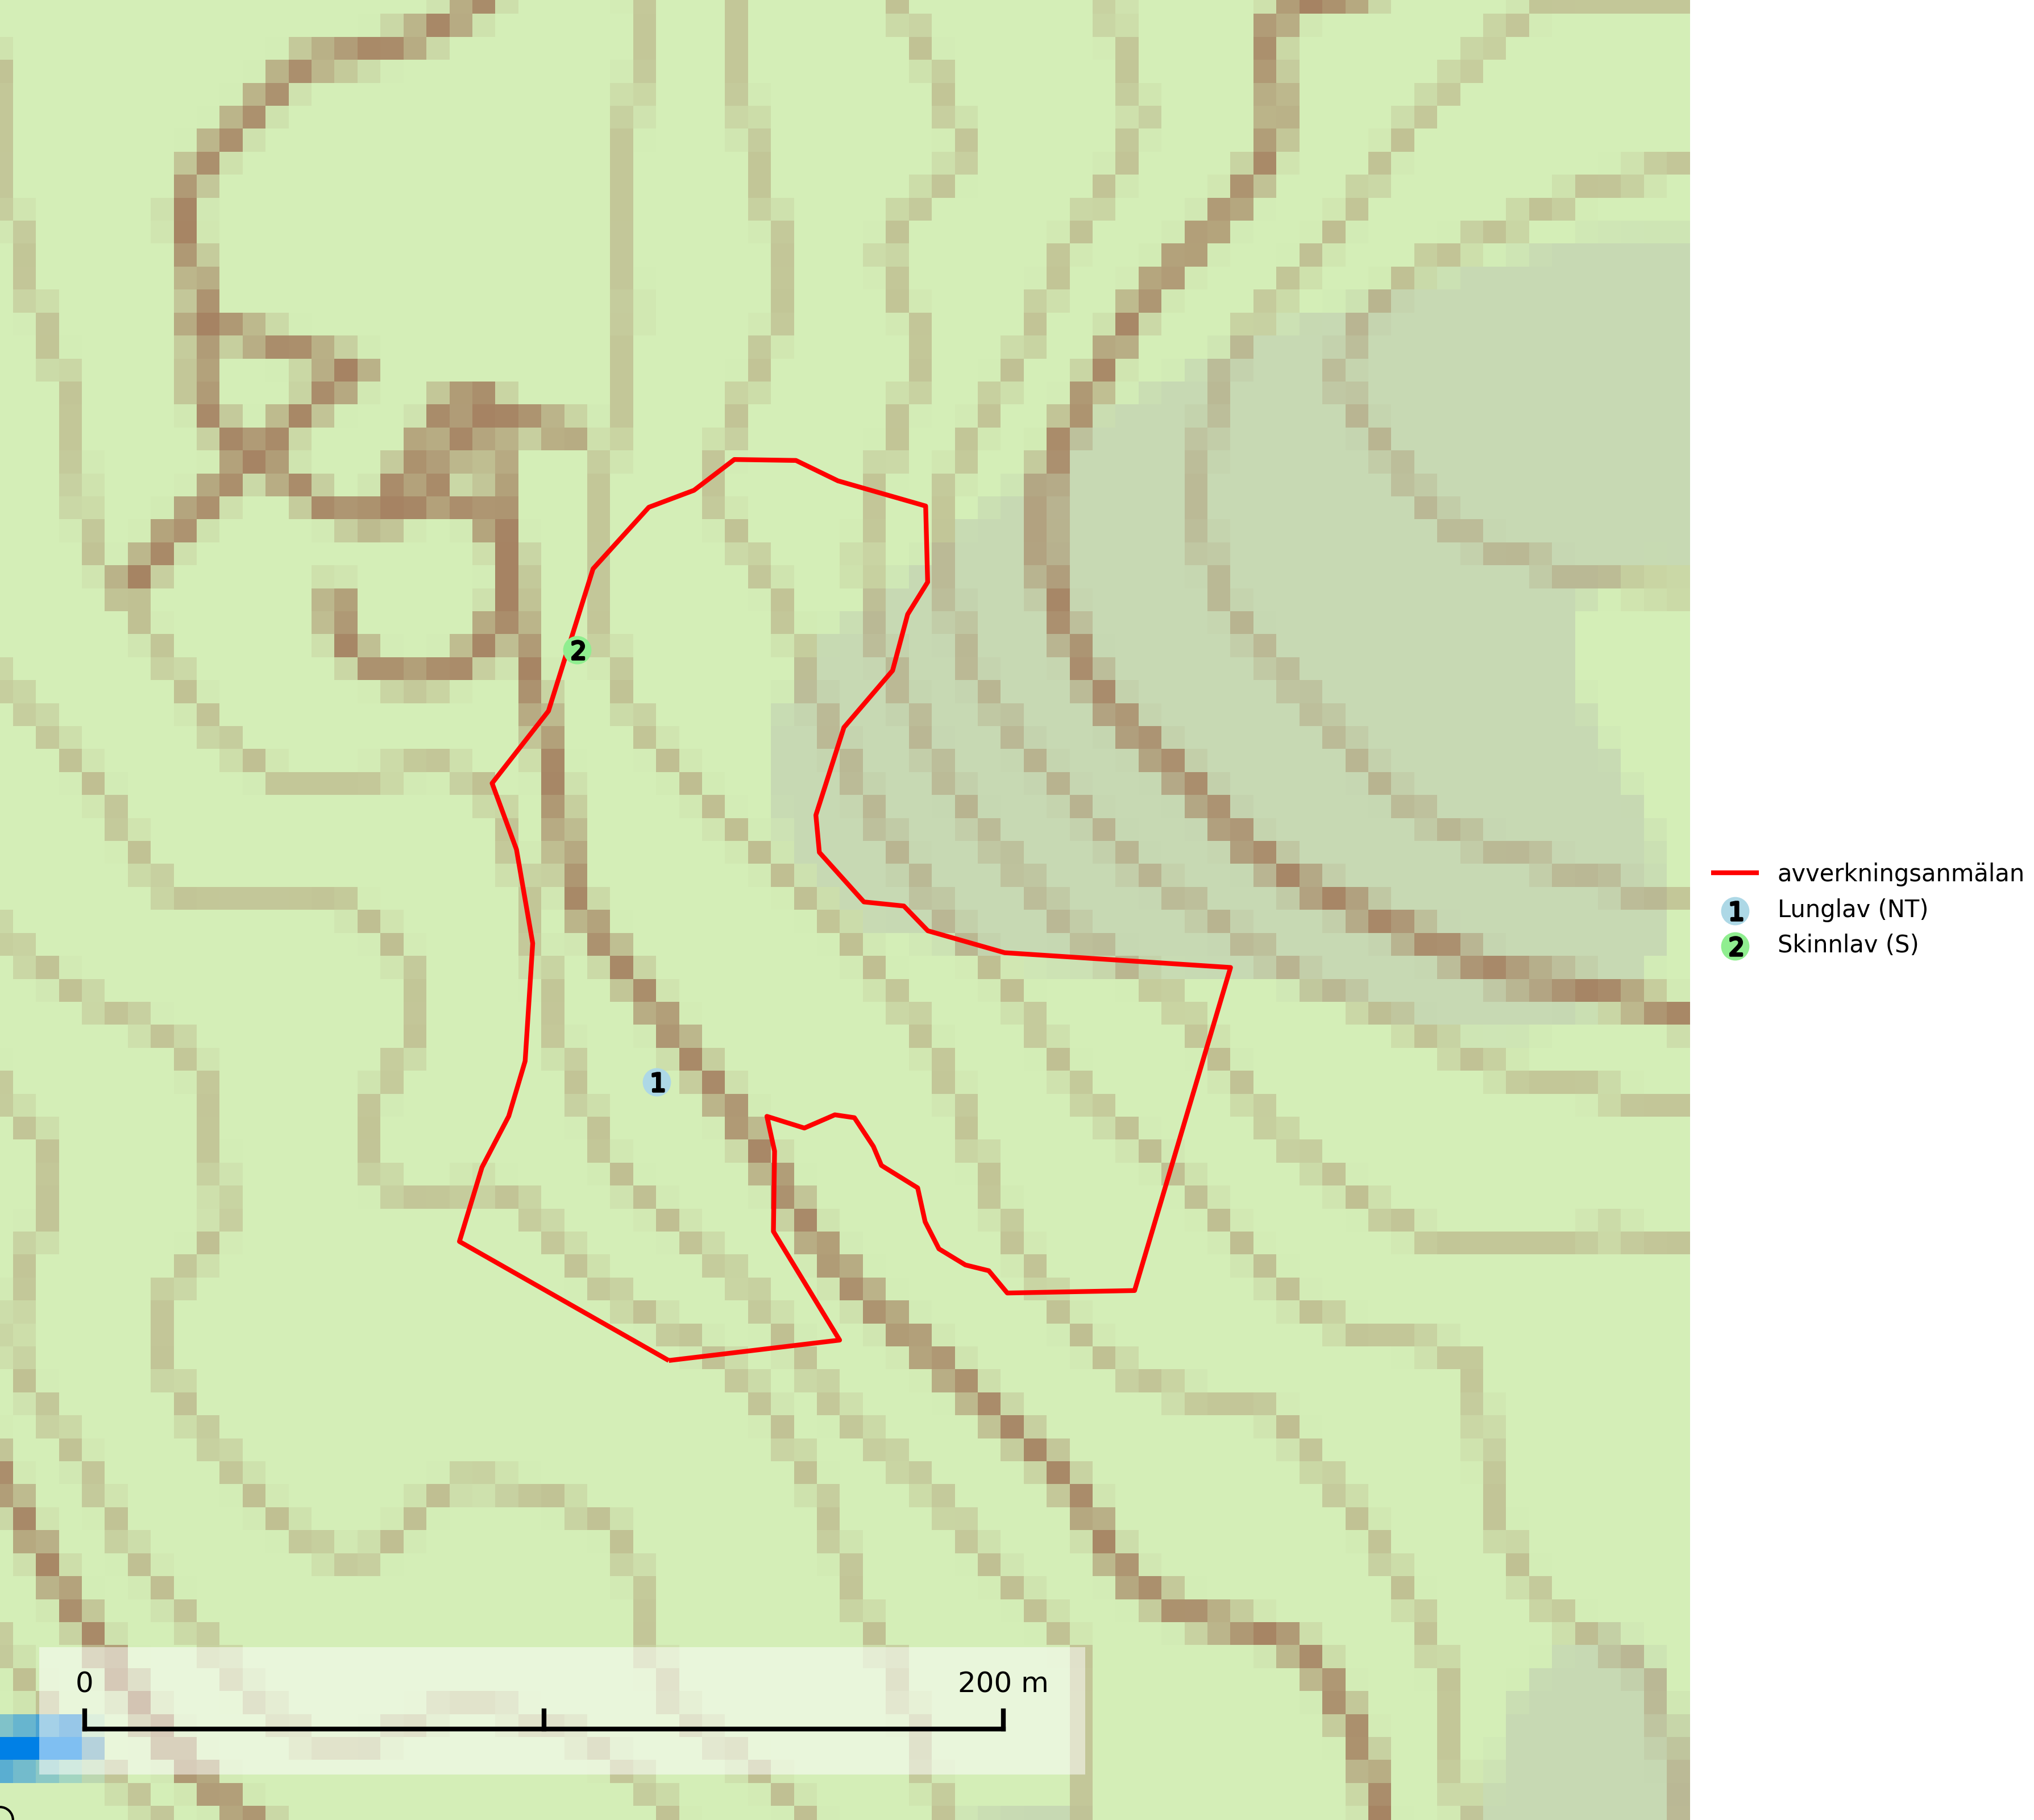 2
1
avverkningsanmälan
1 Lunglav (NT)
2 Skinnlav (S)
0 200 m